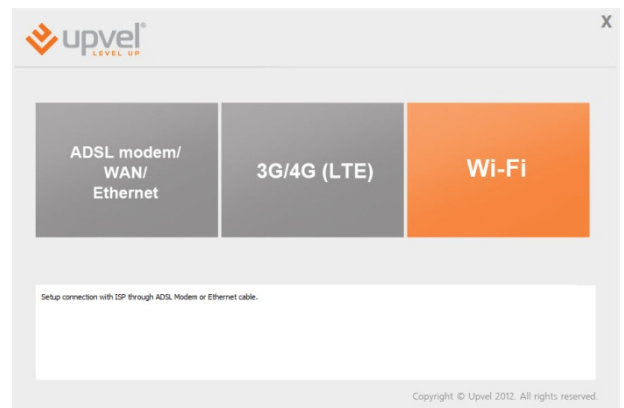 X
upvel®
LEVEL UP
ADSL modem/
WAN/
Ethernet
3G/4G (LTE)
Wi-Fi
Setup connection with ISP through ADSL Modem or Ethernet cable.
Copyright © Upvel 2012. All rights reserved.